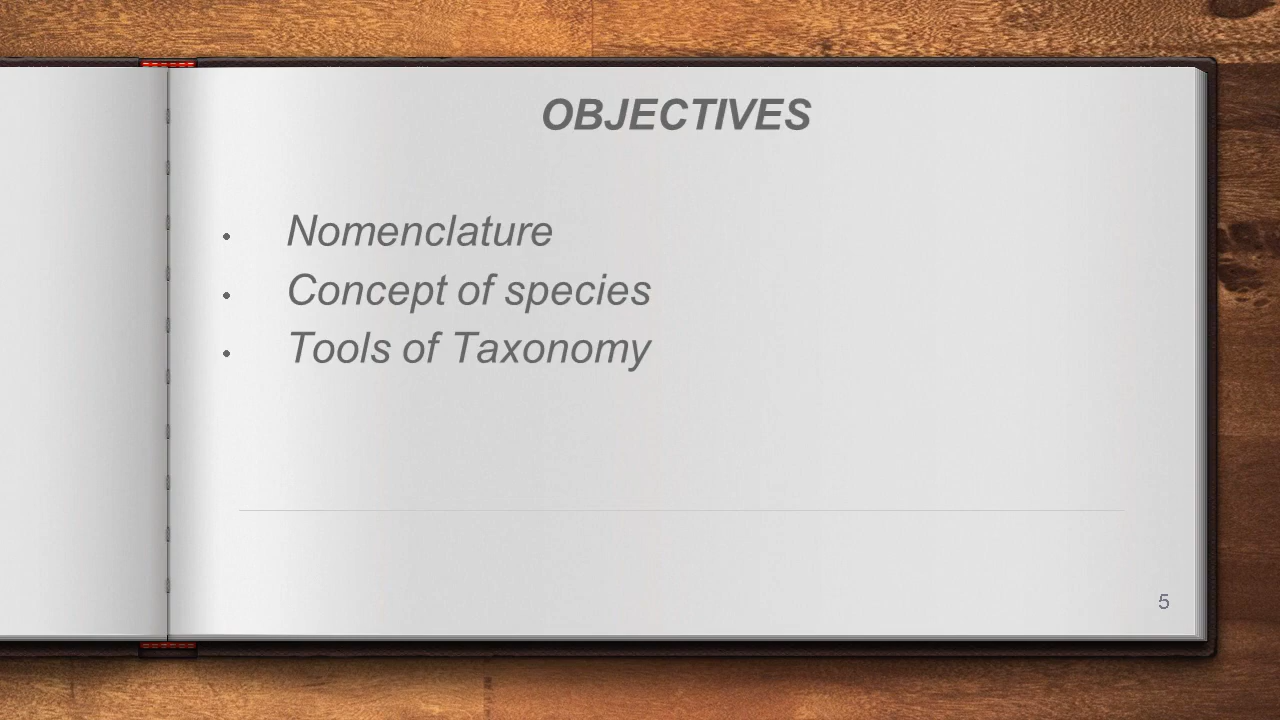 OBJECTIVES
• Nomenclature
• Concept of species
• Tools of Taxonomy
5